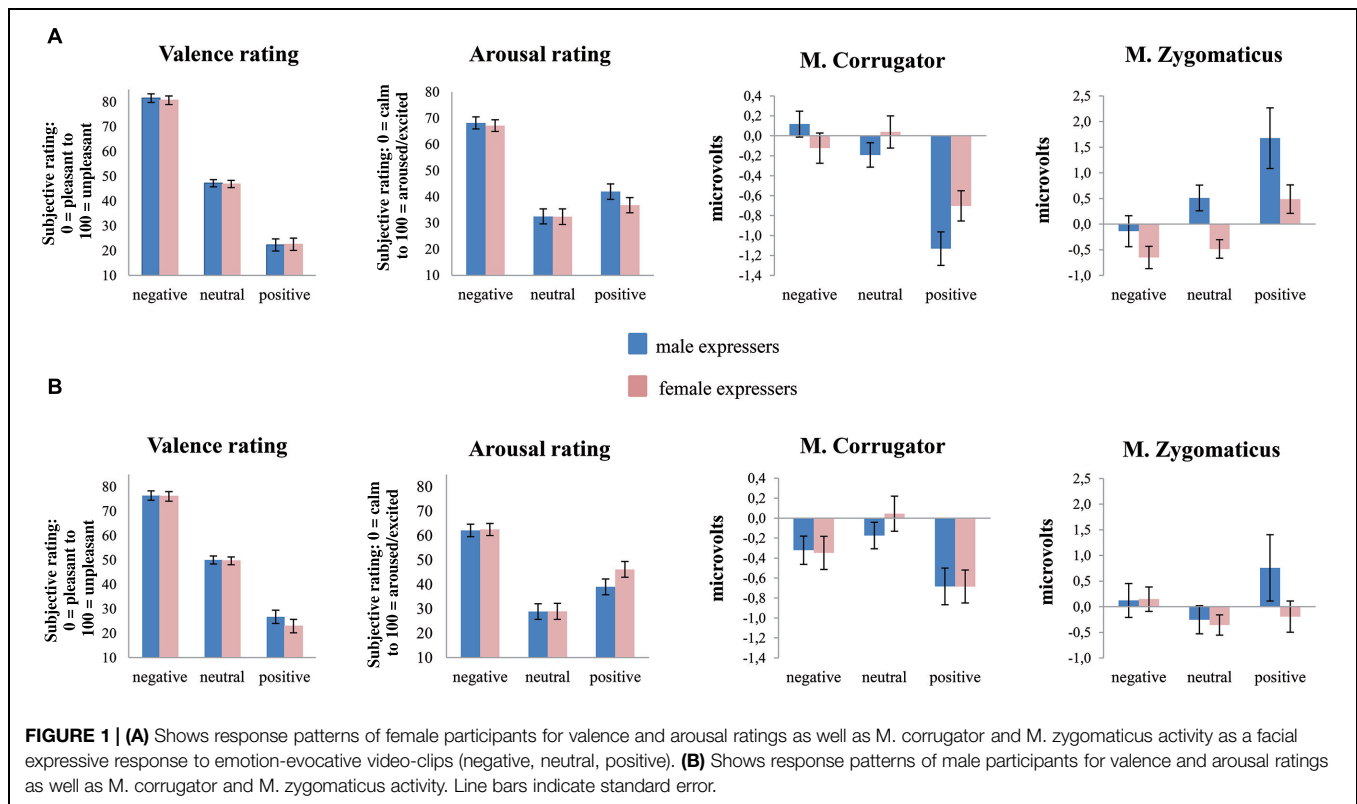 A
Valence rating
Subjective rating:
0 = pleasant to
100 = unpleasant
80
70
60
50
40
30
20
10
negative neutral positive
Arousal rating
Subjective rating: 0 = calm
to 100 = aroused/excited
80
70
60
50
40
30
20
10
negative neutral positive
M. Corrugator
microvolts
0,4
0,2
0,0
-0,2
-0,4
-0,6
-0,8
-1,0
-1,2
-1,4
negative neutral positive
M. Zygomaticus
microvolts
2,5
2,0
1,5
1,0
0,5
0,0
-0,5
-1,0
negative neutral positive
male expressers
female expressers
B
Valence rating
Subjective rating:
0 = pleasant to
100 = unpleasant
80
70
60
50
40
30
20
10
negative neutral positive
Arousal rating
Subjective rating: 0 = calm
to 100 = aroused/excited
80
70
60
50
40
30
20
10
negative neutral positive
M. Corrugator
microvolts
0,4
0,2
0,0
-0,2
-0,4
-0,6
-0,8
-1,0
-1,2
-1,4
negative neutral positive
M. Zygomaticus
microvolts
2,5
2,0
1,5
1,0
0,5
0,0
-0,5
-1,0
negative neutral positive
FIGURE 1 | (A) Shows response patterns of female participants for valence and arousal ratings as well as M. corrugator and M. zygomaticus activity as a facial
expressive response to emotion-evocative video-clips (negative, neutral, positive). (B) Shows response patterns of male participants for valence and arousal ratings
as well as M. corrugator and M. zygomaticus activity. Line bars indicate standard error.